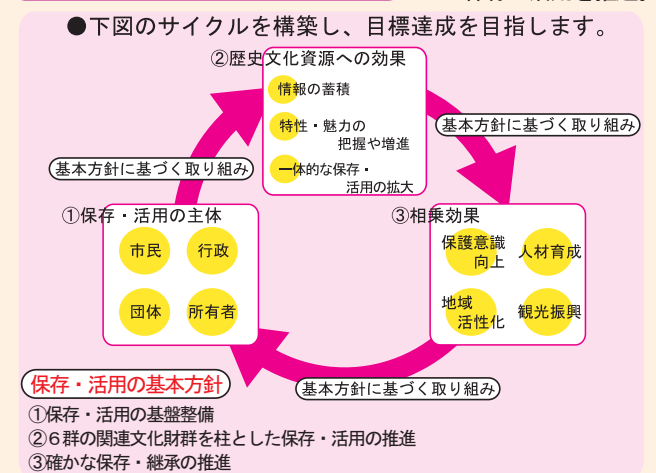 ●下図のサイクルを構築し、目標達成を目指します。
②歴史文化資源への効果
情報の蓄積
特性・魅力の
把握や増進
一体的な保存・
活用の拡大
基本方針に基づく取り組み
基本方針に基づく取り組み
①保存・活用の主体
市民
行政
団体
所有者
③相乗効果
保護意識
向上
人材育成
地域
活性化
観光振興
基本方針に基づく取り組み
保存・活用の基本方針
①保存・活用の基盤整備
②６群の関連文化財群を柱とした保存・活用の推進
③確かな保存・継承の推進